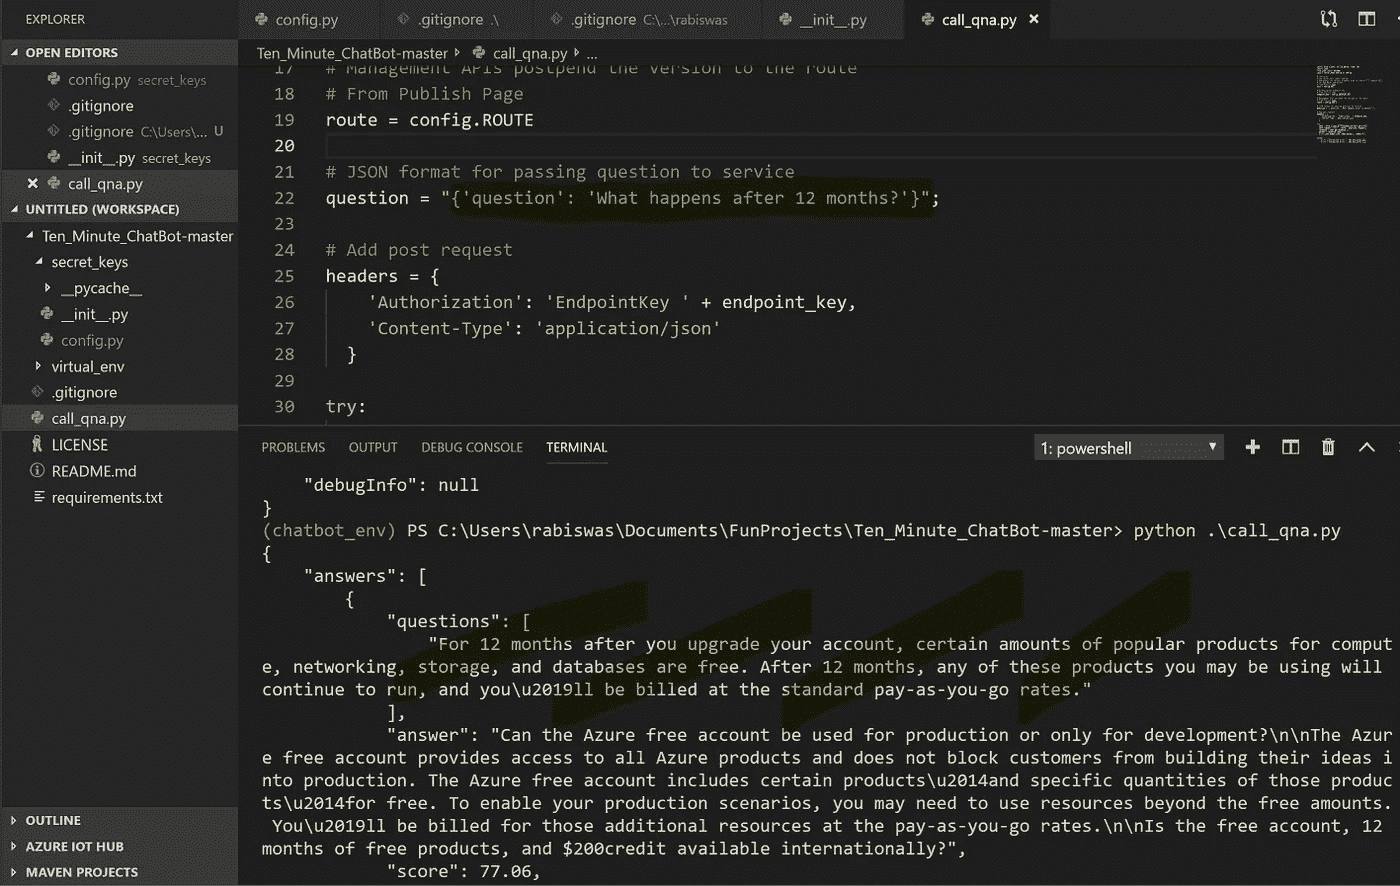 EXPLORER
config.py
.gitignore .\
.gitignore C:\...\rabiswas
__init__.py
call_qna.py ×
OPEN EDITORS
config.py secret_keys
.gitignore
.gitignore C:\Users\... U
__init__.py secret_keys
× call_qna.py
UNTITLED (WORKSPACE)
Ten_Minute_ChatBot-master
secret_keys
__pycache__
__init__.py
config.py
virtual_env
.gitignore
call_qna.py
LICENSE
README.md
requirements.txt
OUTLINE
AZURE IOT HUB
MAVEN PROJECTS
Ten_Minute_ChatBot-master call_qna.py ...
17 # Management APIs postpend the version to the route
18 # From Publish Page
19 route = config.ROUTE
20
21 # JSON format for passing question to service
22 question = "{'question': 'What happens after 12 months?'}";
23
24 # Add post request
25 headers = {
26 'Authorization': 'EndpointKey ' + endpoint_key,
27 'Content-Type': 'application/json'
28 }
29
30 try:
PROBLEMS OUTPUT DEBUG CONSOLE TERMINAL
1: powershell
"debugInfo": null
}
(chatbot_env) PS C:\Users\rabiswas\Documents\FunProjects\Ten_Minute_ChatBot-master> python .\call_qna.py
{
"answers": [
{
"questions": [
"For 12 months after you upgrade your account, certain amounts of popular products for comput
e, networking, storage, and databases are free. After 12 months, any of these products you may be using will
continue to run, and you\u2019ll be billed at the standard pay-as-you-go rates."
],
"answer": "Can the Azure free account be used for production or only for development?\n\nThe Azur
e free account provides access to all Azure products and does not block customers from building their ideas i
nto production. The Azure free account includes certain products\u2014and specific quantities of those produc
ts\u2014for free. To enable your production scenarios, you may need to use resources beyond the free amounts.
You\u2019ll be billed for those additional resources at the pay-as-you-go rates.\n\nIs the free account, 12
months of free products, and $200credit available internationally?",
"score": 77.06,